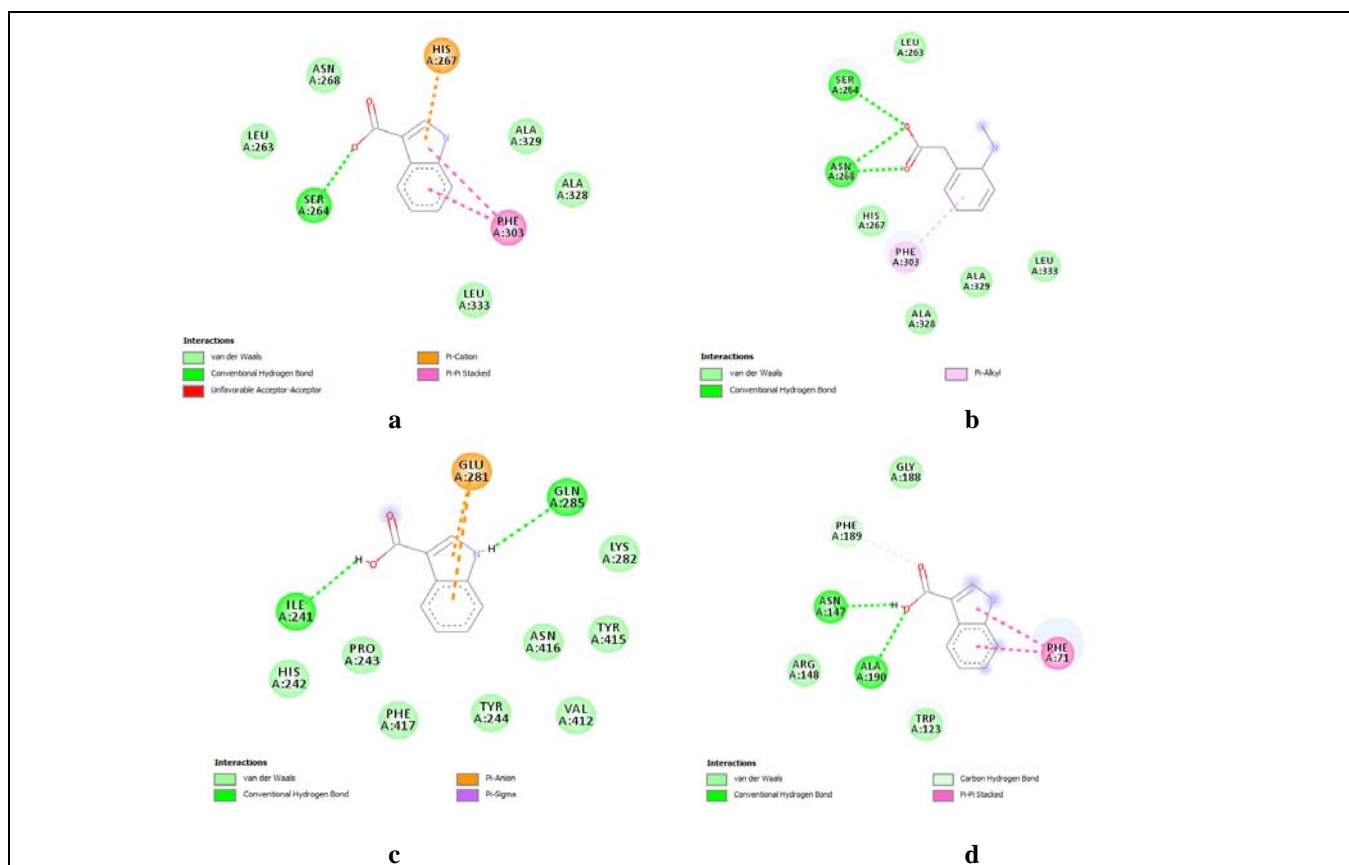 HIS
A:267
ASN
A:268
O
N
LEU
A:263
ALA
A:329
O
SER
A:264
ALA
A:328
PHE
A:303
LEU
A:333
Interactions
van der Waals
Conventional Hydrogen Bond
Unfavorable Acceptor-Acceptor
Pi-Cation
Pi-Pi Stacked
a
LEU
A:263
SER
A:264
O
N
ASN
A:268
O
HIS
A:267
PHE
A:303
LEU
A:333
ALA
A:329
ALA
A:328
Interactions
van der Waals
Conventional Hydrogen Bond
Pi-Alkyl
b
GLU
A:281
GLN
A:285
O
N H
LYS
A:282
H
O
ILE
A:241
ASN
A:416
TYR
A:415
PRO
A:243
HIS
A:242
PHE
A:417
TYR
A:244
VAL
A:412
Interactions
van der Waals
Conventional Hydrogen Bond
Pi-Anion
Pi-Sigma
c
GLY
A:188
PHE
A:189
O
ASN
A:147
H
O
N
PHE
A:71
ARG
A:148
ALA
A:190
TRP
A:123
Interactions
van der Waals
Conventional Hydrogen Bond
Carbon Hydrogen Bond
Pi-Pi Stacked
d